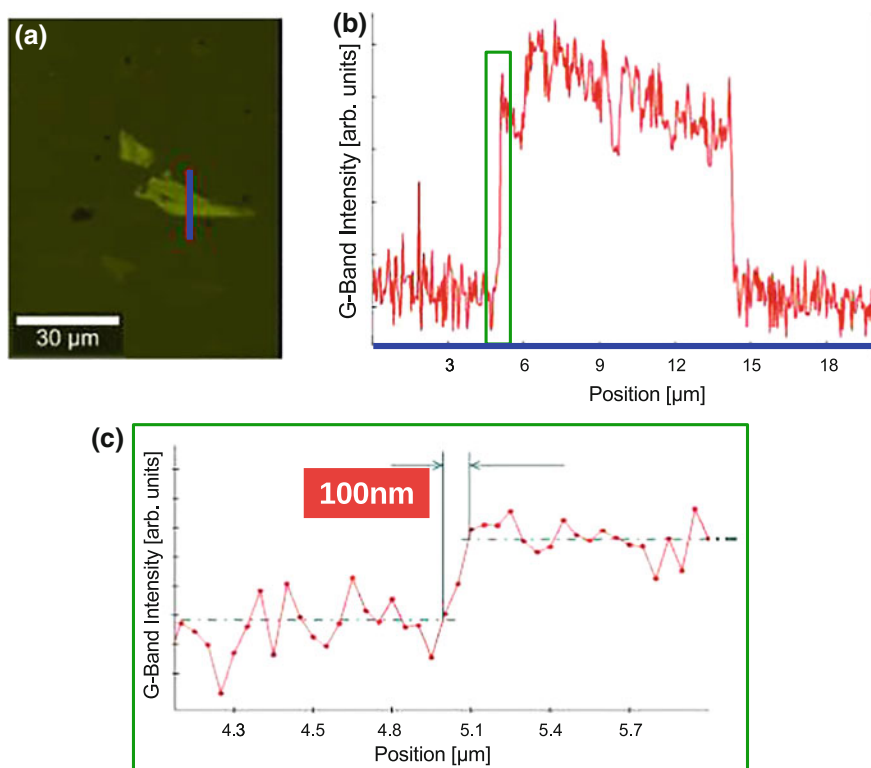 (a)
30 µm
(b)
G-Band Intensity [arb. units]
3 6 9 12 15 18
Position [µm]
(c)
G-Band Intensity [arb. units]
100nm
4.3 4.5 4.8 5.1 5.4 5.7
Position [µm]